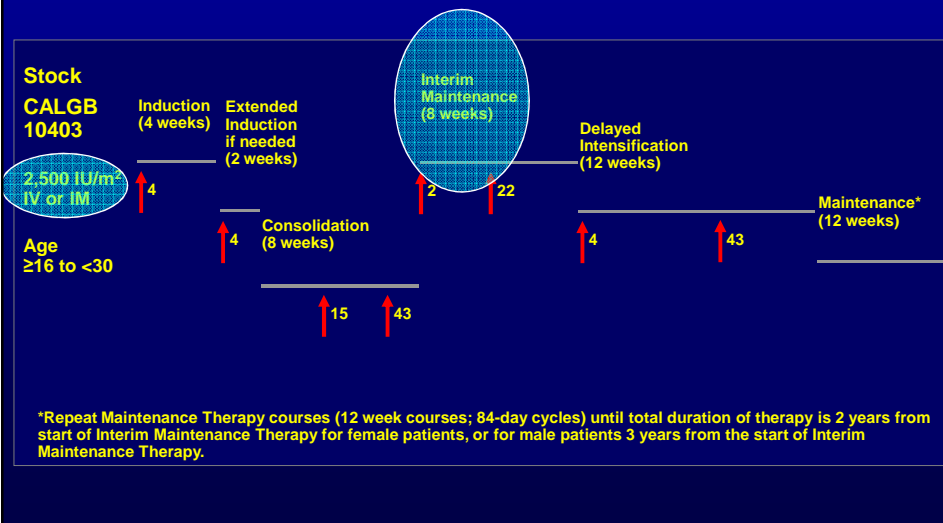 Stock
CALGB
10403
2,500 IU/m²
IV or IM
Age
≥16 to <30
Induction
(4 weeks)
4
Extended
Induction
if needed
(2 weeks)
4
Consolidation
(8 weeks)
15
43
Interim
Maintenance
(8 weeks)
2
22
Delayed
Intensification
(12 weeks)
4
43
Maintenance*
(12 weeks)
*Repeat Maintenance Therapy courses (12 week courses; 84-day cycles) until total duration of therapy is 2 years from
start of Interim Maintenance Therapy for female patients, or for male patients 3 years from the start of Interim
Maintenance Therapy.